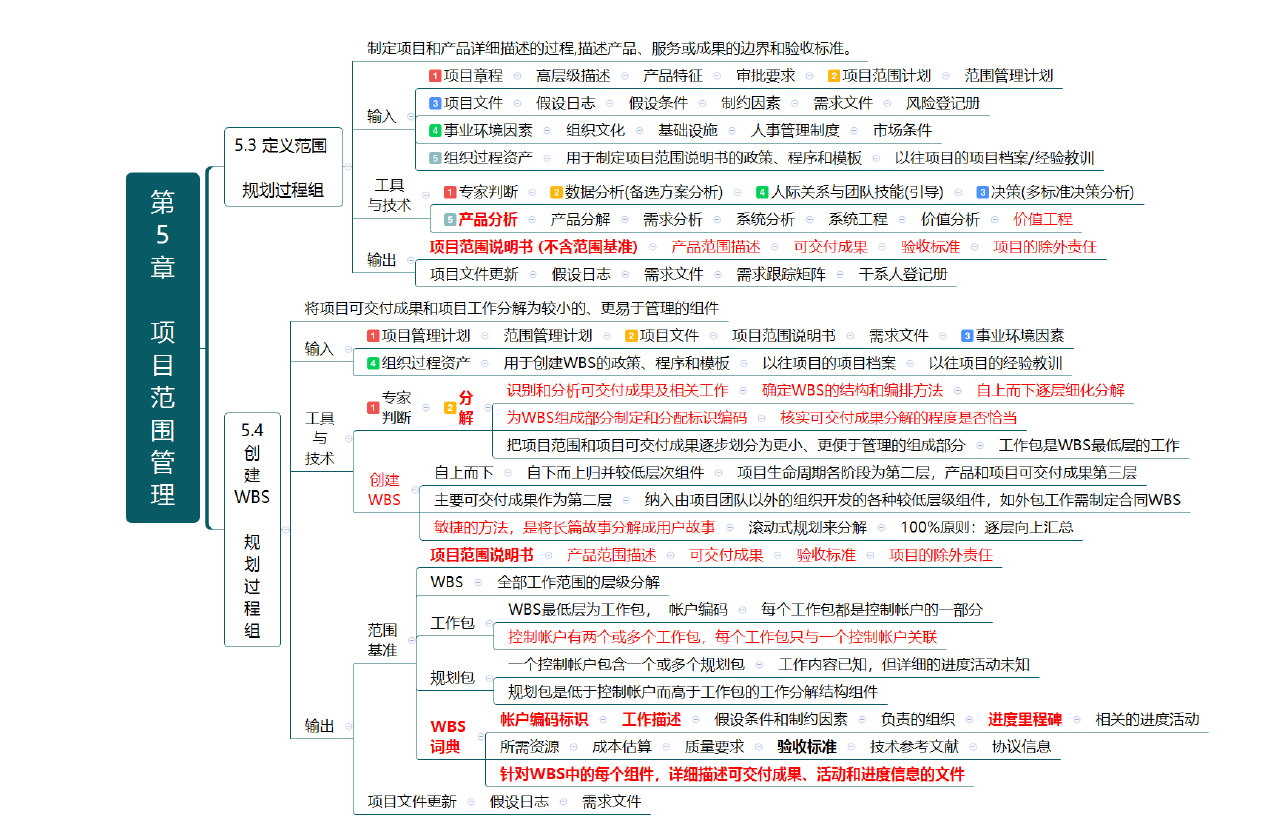 第5章 项目范围管理
5.3 定义范围
规划过程组
制定项目和产品详细描述的过程,描述产品、服务或成果的边界和验收标准。
输入
1 项目章程 高层级描述 产品特征 审批要求 2 项目范围计划 范围管理计划
3 项目文件 假设日志 假设条件 制约因素 需求文件 风险登记册
4 事业环境因素 组织文化 基础设施 人事管理制度 市场条件
5 组织过程资产 用于制定项目范围说明书的政策、程序和模板 以往项目的项目档案/经验教训
工具
与技术
1 专家判断 2 数据分析(备选方案分析) 4 人际关系与团队技能(引导) 3 决策(多标准决策分析)
5 产品分析 产品分解 需求分析 系统分析 系统工程 价值分析 价值工程
输出
项目范围说明书 (不含范围基准) 产品范围描述 可交付成果 验收标准 项目的除外责任
项目文件更新 假设日志 需求文件 需求跟踪矩阵 干系人登记册
5.4
创
建
WBS
规
划
过
程
组
将项目可交付成果和项目工作分解为较小的、更易于管理的组件
输入
1 项目管理计划 范围管理计划 2 项目文件 项目范围说明书 需求文件 3 事业环境因素
4 组织过程资产 用于创建WBS的政策、程序和模板 以往项目的项目档案 以往项目的经验教训
工具
与
技术
1 专家
判断
2 分
解
识别和分析可交付成果及相关工作 确定WBS的结构和编排方法 自上而下逐层细化分解
为WBS组成部分制定和分配标识编码 核实可交付成果分解的程度是否恰当
把项目范围和项目可交付成果逐步划分为更小、更便于管理的组成部分 工作包是WBS最低层的工作
创建
WBS
自上而下 自下而上归并较低层次组件 项目生命周期各阶段为第二层，产品和项目可交付成果第三层
主要可交付成果作为第二层 纳入由项目团队以外的组织开发的各种较低层级组件，如外包工作需制定合同WBS
敏捷的方法，是将长篇故事分解成用户故事 滚动式规划来分解 100%原则：逐层向上汇总
输出
范围
基准
项目范围说明书 产品范围描述 可交付成果 验收标准 项目的除外责任
WBS 全部工作范围的层级分解
工作包
WBS最低层为工作包， 帐户编码 每个工作包都是控制帐户的一部分
控制帐户有两个或多个工作包，每个工作包只与一个控制帐户关联
规划包
一个控制帐户包含一个或多个规划包 工作内容已知，但详细的进度活动未知
规划包是低于控制帐户而高于工作包的工作分解结构组件
WBS
词典
帐户编码标识 工作描述 假设条件和制约因素 负责的组织 进度里程碑 相关的进度活动
所需资源 成本估算 质量要求 验收标准 技术参考文献 协议信息
针对WBS中的每个组件，详细描述可交付成果、活动和进度信息的文件
项目文件更新 假设日志 需求文件